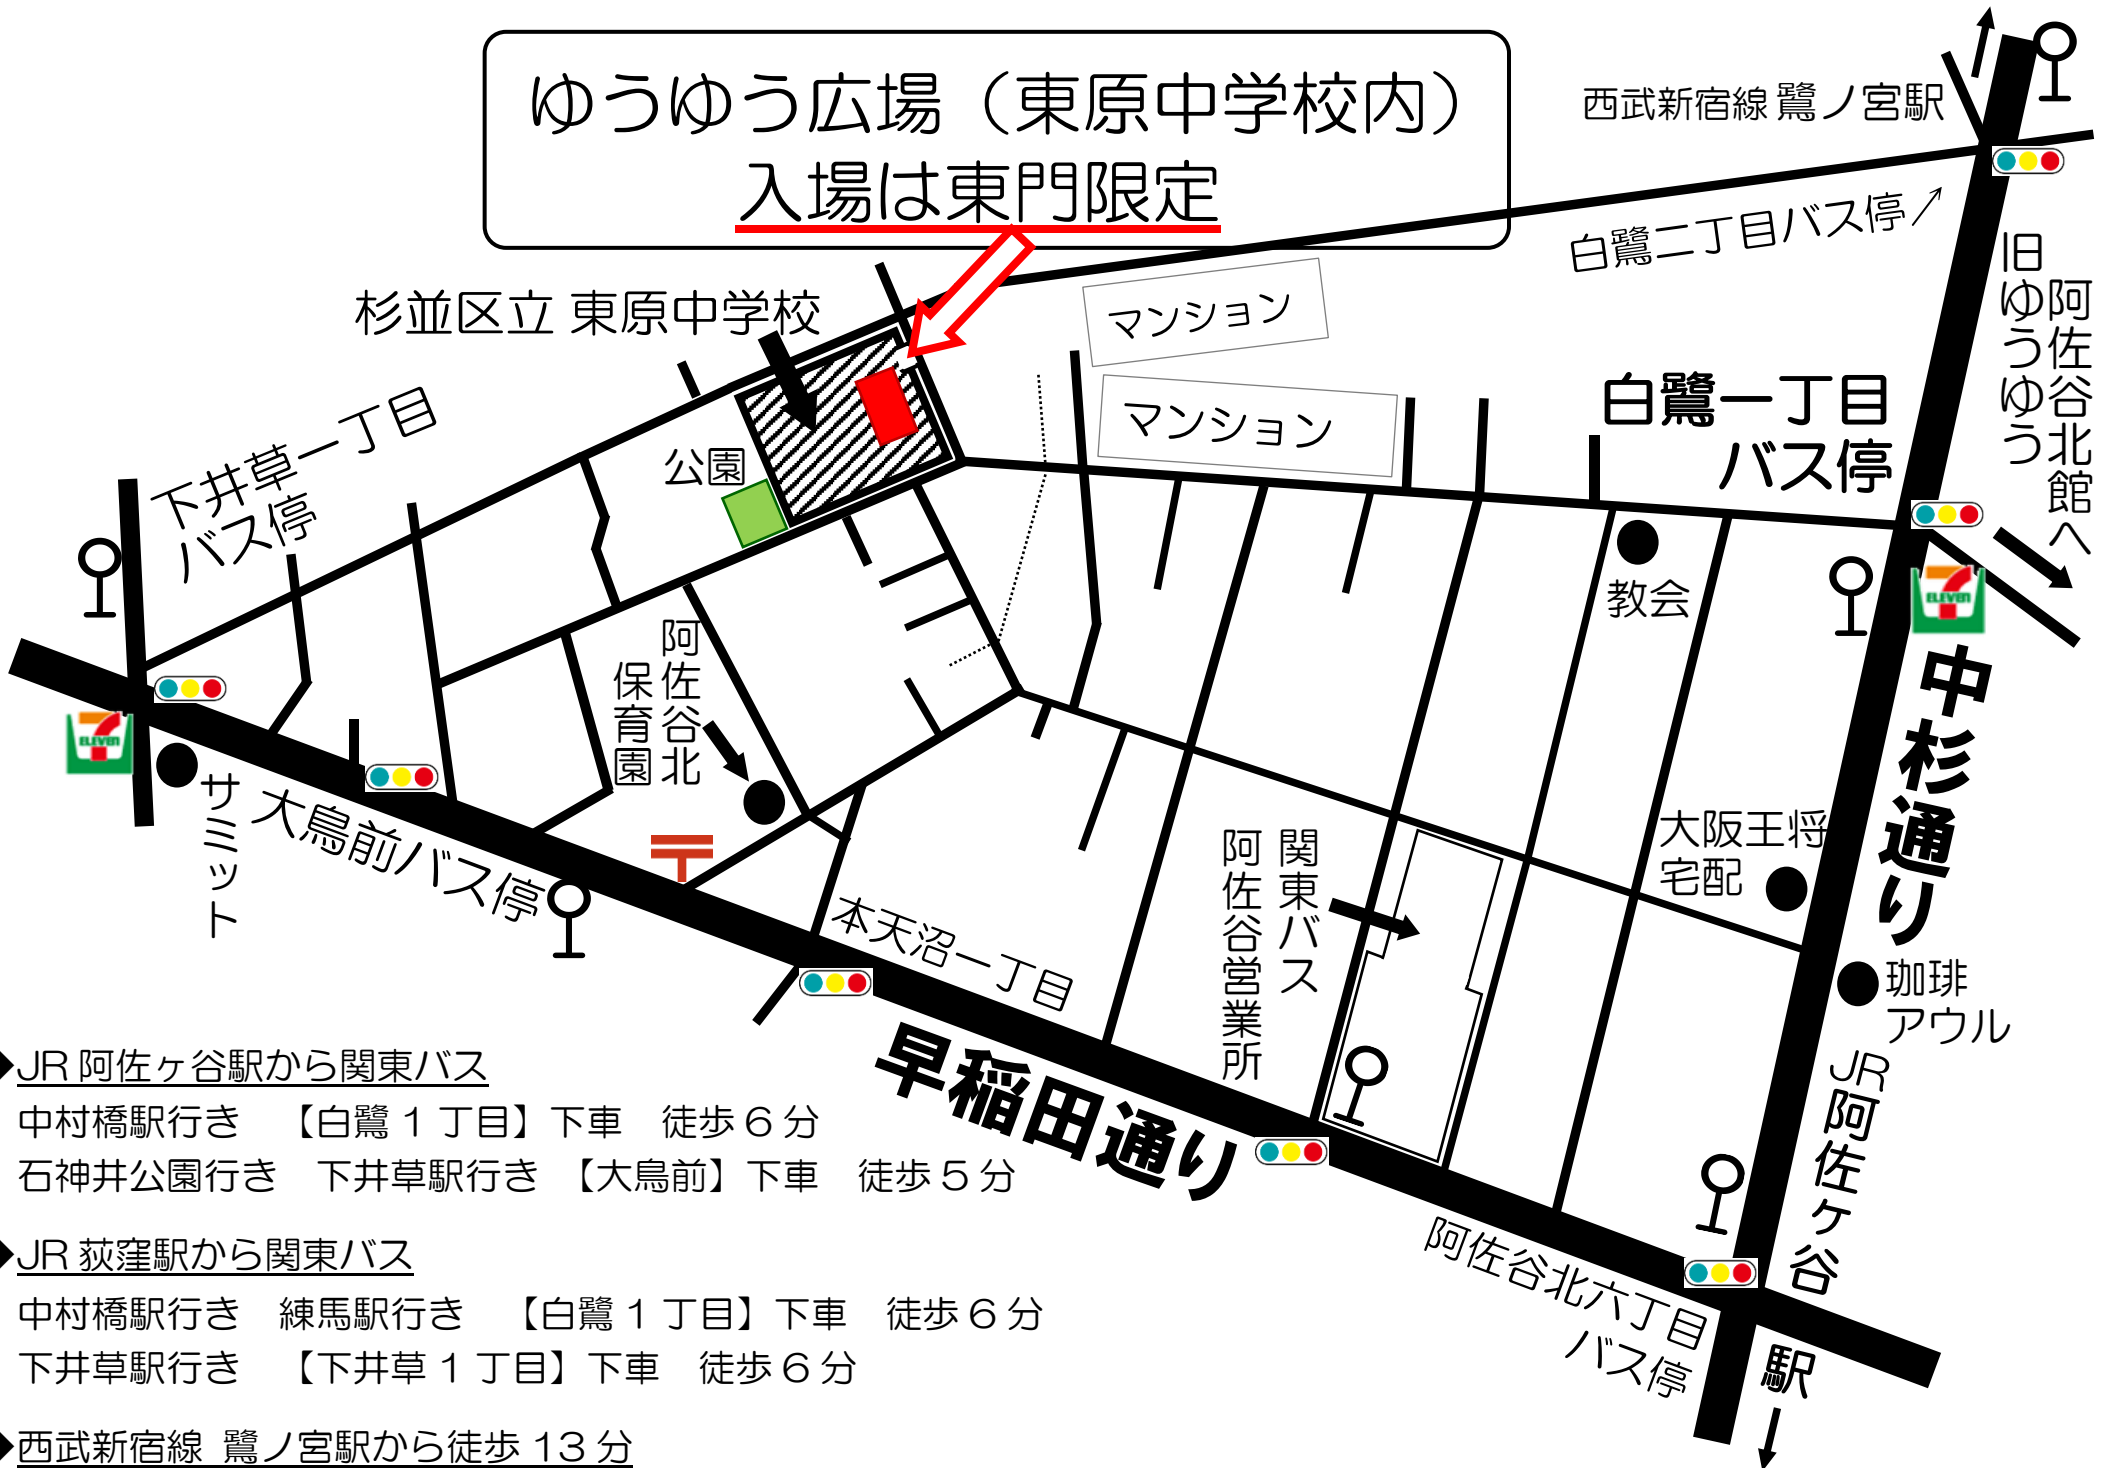 ゆうゆう広場（東原中学校内）
入場は東門限定
西武新宿線 鷺ノ宮駅
白鷺二丁目バス停↗
旧ゆうゆう
阿佐谷北館へ
杉並区立 東原中学校
マンション
マンション
白鷺一丁目
バス停
下井草一丁目
バス停
公園
教会
ELEVEN
中杉通り
阿佐谷北
保育園
ELEVEN
サミット
大鳥前バス停
大阪王将
宅配
関東バス
阿佐谷営業所
本天沼一丁目
珈琲
アウル
早稲田通り
JR阿佐ヶ谷駅
阿佐谷北六丁目
バス停
◆JR 阿佐ヶ谷駅から関東バス
中村橋駅行き　【白鷺１丁目】下車　徒歩６分
石神井公園行き　下井草駅行き　【大鳥前】下車　徒歩５分
◆JR 荻窪駅から関東バス
中村橋駅行き　練馬駅行き　【白鷺１丁目】下車　徒歩６分
下井草駅行き　【下井草１丁目】下車　徒歩６分
◆西武新宿線 鷺ノ宮駅から徒歩 13 分